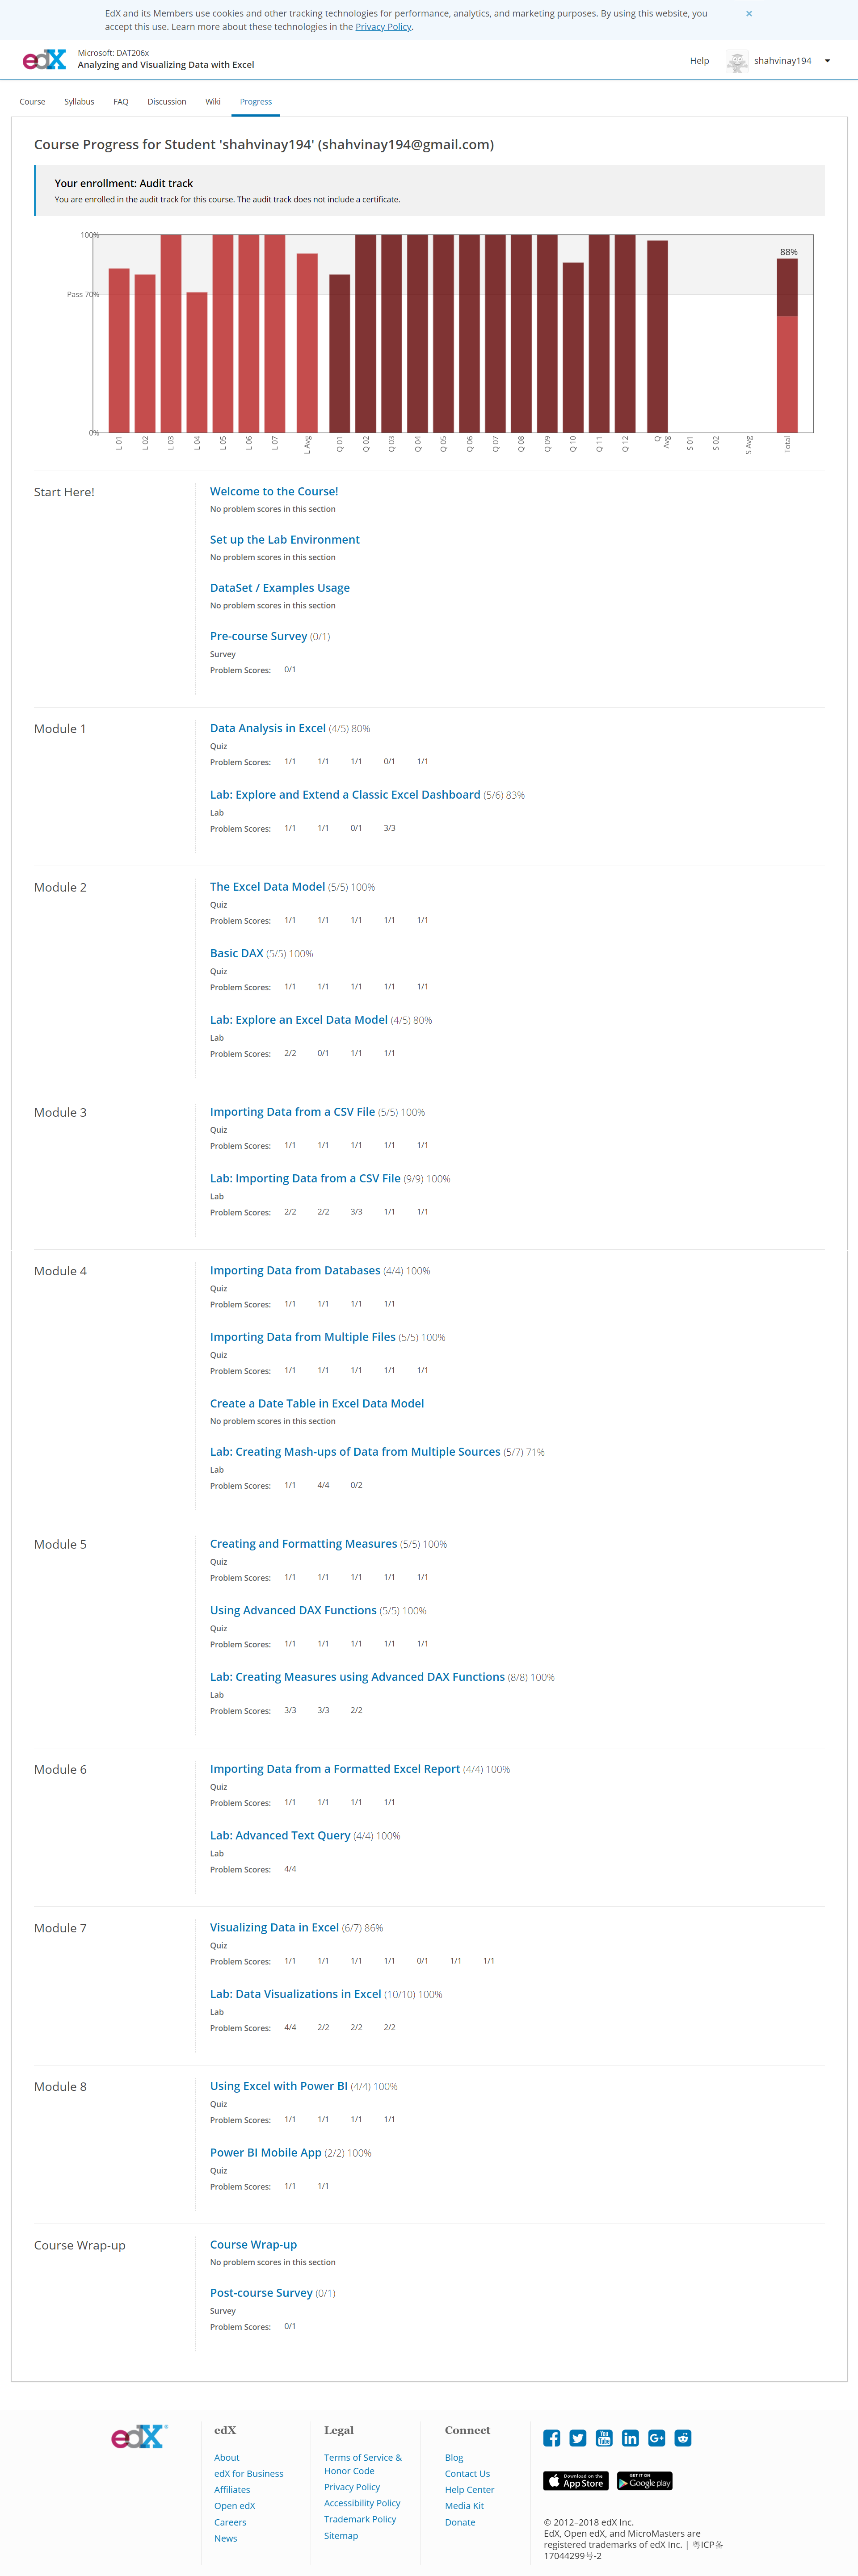 EdX and its Members use cookies and other tracking technologies for performance, analytics, and marketing purposes. By using this website, you
accept this use. Learn more about these technologies in the Privacy Policy.
edX
Microsoft: DAT206x
Analyzing and Visualizing Data with Excel
Help
shahvinay194
Course
Syllabus
FAQ
Discussion
Wiki
Progress
Course Progress for Student 'shahvinay194' (shahvinay194@gmail.com)
Your enrollment: Audit track
You are enrolled in the audit track for this course. The audit track does not include a certificate.
100%
88%
Pass 70%
0%
L 01
L 02
L 03
L 04
L 05
L 06
L 07
L Avg
Q 01
Q 02
Q 03
Q 04
Q 05
Q 06
Q 07
Q 08
Q 09
Q 10
Q 11
Q 12
Q Avg
S 01
S 02
S Avg
Total
Start Here!
Welcome to the Course!
No problem scores in this section
Set up the Lab Environment
No problem scores in this section
DataSet / Examples Usage
No problem scores in this section
Pre-course Survey (0/1)
Survey
Problem Scores: 0/1
Module 1
Data Analysis in Excel (4/5) 80%
Quiz
Problem Scores: 1/1 1/1 1/1 0/1 1/1
Lab: Explore and Extend a Classic Excel Dashboard (5/6) 83%
Lab
Problem Scores: 1/1 1/1 0/1 3/3
Module 2
The Excel Data Model (5/5) 100%
Quiz
Problem Scores: 1/1 1/1 1/1 1/1 1/1
Basic DAX (5/5) 100%
Quiz
Problem Scores: 1/1 1/1 1/1 1/1 1/1
Lab: Explore an Excel Data Model (4/5) 80%
Lab
Problem Scores: 2/2 0/1 1/1 1/1
Module 3
Importing Data from a CSV File (5/5) 100%
Quiz
Problem Scores: 1/1 1/1 1/1 1/1 1/1
Lab: Importing Data from a CSV File (9/9) 100%
Lab
Problem Scores: 2/2 2/2 3/3 1/1 1/1
Module 4
Importing Data from Databases (4/4) 100%
Quiz
Problem Scores: 1/1 1/1 1/1 1/1
Importing Data from Multiple Files (5/5) 100%
Quiz
Problem Scores: 1/1 1/1 1/1 1/1 1/1
Create a Date Table in Excel Data Model
No problem scores in this section
Lab: Creating Mash-ups of Data from Multiple Sources (5/7) 71%
Lab
Problem Scores: 1/1 4/4 0/2
Module 5
Creating and Formatting Measures (5/5) 100%
Quiz
Problem Scores: 1/1 1/1 1/1 1/1 1/1
Using Advanced DAX Functions (5/5) 100%
Quiz
Problem Scores: 1/1 1/1 1/1 1/1 1/1
Lab: Creating Measures using Advanced DAX Functions (8/8) 100%
Lab
Problem Scores: 3/3 3/3 2/2
Module 6
Importing Data from a Formatted Excel Report (4/4) 100%
Quiz
Problem Scores: 1/1 1/1 1/1 1/1
Lab: Advanced Text Query (4/4) 100%
Lab
Problem Scores: 4/4
Module 7
Visualizing Data in Excel (6/7) 86%
Quiz
Problem Scores: 1/1 1/1 1/1 1/1 0/1 1/1 1/1
Lab: Data Visualizations in Excel (10/10) 100%
Lab
Problem Scores: 4/4 2/2 2/2 2/2
Module 8
Using Excel with Power BI (4/4) 100%
Quiz
Problem Scores: 1/1 1/1 1/1 1/1
Power BI Mobile App (2/2) 100%
Quiz
Problem Scores: 1/1 1/1
Course Wrap-up
Course Wrap-up
No problem scores in this section
Post-course Survey (0/1)
Survey
Problem Scores: 0/1
edX
edX
About
edX for Business
Affiliates
Open edX
Careers
News
Legal
Terms of Service &
Honor Code
Privacy Policy
Accessibility Policy
Trademark Policy
Sitemap
Connect
Blog
Contact Us
Help Center
Media Kit
Donate
You
Tube
in
G+
Download on the
App Store
GET IT ON
Google play
© 2012–2018 edX Inc.
EdX, Open edX, and MicroMasters are
registered trademarks of edX Inc. | 粤ICP备
17044299号-2